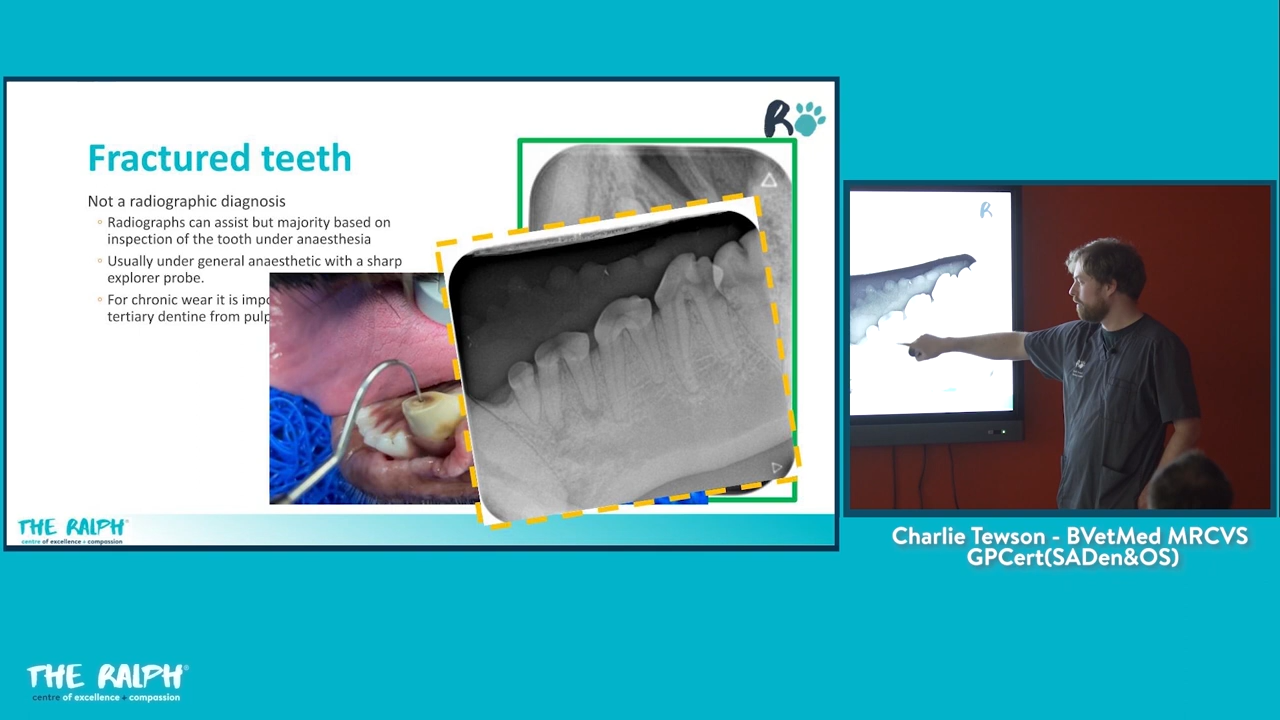 R
Fractured teeth
Not a radiographic diagnosis
Radiographs can assist but majority based on
inspection of the tooth under anaesthesia
Usually under general anaesthetic with a sharp
explorer probe.
For chronic wear it is
tertiary dentine from
THE RALPH®
centre of excellence + compassion
R
Charlie Tewson - BVetMed MRCVS
GPCert(SADen&OS)
THE RALPH®
centre of excellence + compassion